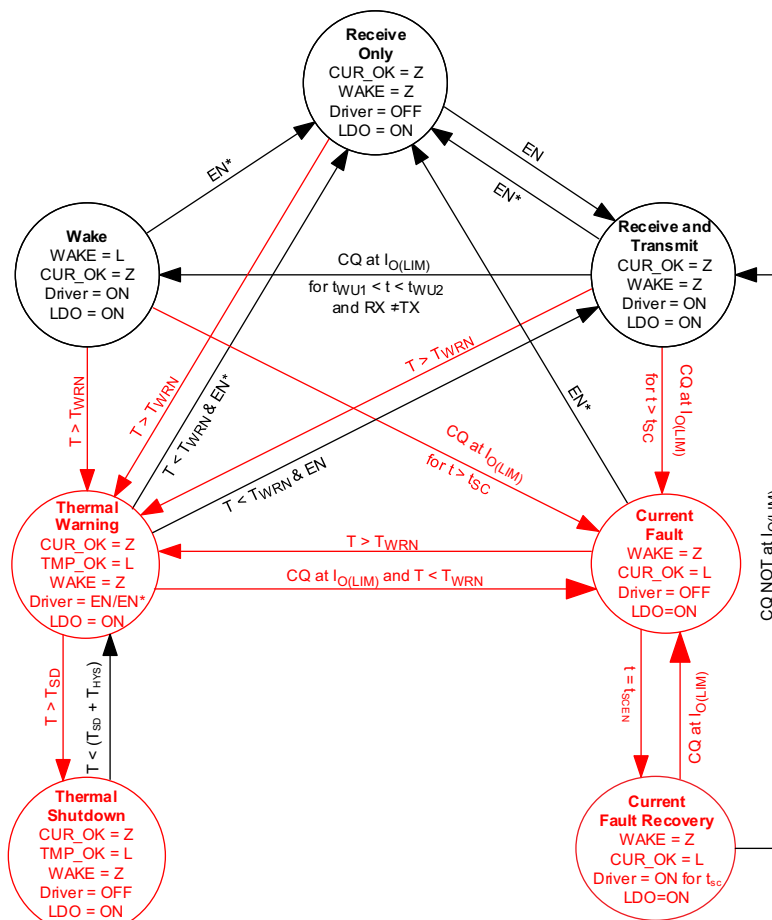 Receive
Only
CUR_OK = Z
WAKE = Z
Driver = OFF
LDO = ON
EN*
EN
EN*
Wake
WAKE = L
CUR_OK = Z
Driver = ON
LDO = ON
CQ at IO(LIM)
for tWU1 < t < tWU2
and RX ≠TX
Receive and
Transmit
CUR_OK = Z
WAKE = Z
Driver = ON
LDO = ON
T > TWRN
T > TWRN
T < TWRN & EN*
T > TWRN
T < TWRN & EN
CQ at IO(LIM)
for t > tSC
EN*
CQ at IO(LIM)
for t > tSC
CQ NOT at IO(LIM)
Thermal
Warning
CUR_OK = Z
TMP_OK = L
WAKE = Z
Driver = EN/EN*
LDO = ON
T > TWRN
CQ at IO(LIM) and T < TWRN
Current
Fault
WAKE = Z
CUR_OK = L
Driver = OFF
LDO=ON
T > TSD
T < (TSD + THYS)
t = tSCEN
CQ at IO(LIM)
Thermal
Shutdown
CUR_OK = Z
TMP_OK = L
WAKE = Z
Driver = OFF
LDO = ON
Current
Fault Recovery
WAKE = Z
CUR_OK = L
Driver = ON for tsc
LDO=ON